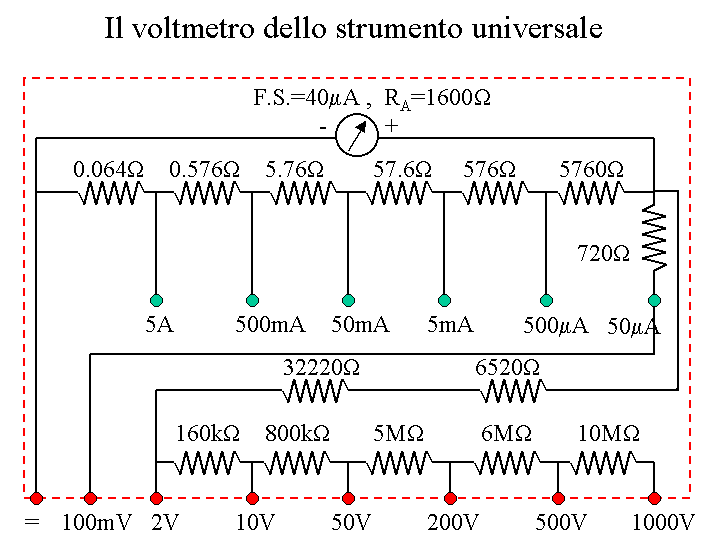 Il voltmetro dello strumento universale
F.S.=40µA , R_A=1600Ω
- +
0.064Ω 0.576Ω 5.76Ω 57.6Ω 576Ω 5760Ω
720Ω
5A 500mA 50mA 5mA 500µA 50µA
32220Ω 6520Ω
160kΩ 800kΩ 5MΩ 6MΩ 10MΩ
= 100mV 2V 10V 50V 200V 500V 1000V